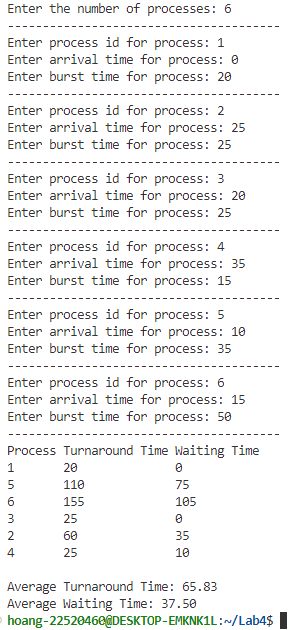 Enter the number of processes: 6
---------------------------------------
Enter process id for process: 1
Enter arrival time for process: 0
Enter burst time for process: 20
---------------------------------------
Enter process id for process: 2
Enter arrival time for process: 25
Enter burst time for process: 25
---------------------------------------
Enter process id for process: 3
Enter arrival time for process: 20
Enter burst time for process: 25
---------------------------------------
Enter process id for process: 4
Enter arrival time for process: 35
Enter burst time for process: 15
---------------------------------------
Enter process id for process: 5
Enter arrival time for process: 10
Enter burst time for process: 35
---------------------------------------
Enter process id for process: 6
Enter arrival time for process: 15
Enter burst time for process: 50
---------------------------------------
Process Turnaround Time Waiting Time
1 20 0
5 110 75
6 155 105
3 25 0
2 60 35
4 25 10
Average Turnaround Time: 65.83
Average Waiting Time: 37.50
hoang-22520460@DESKTOP-EMKNK1L:~/Lab4$